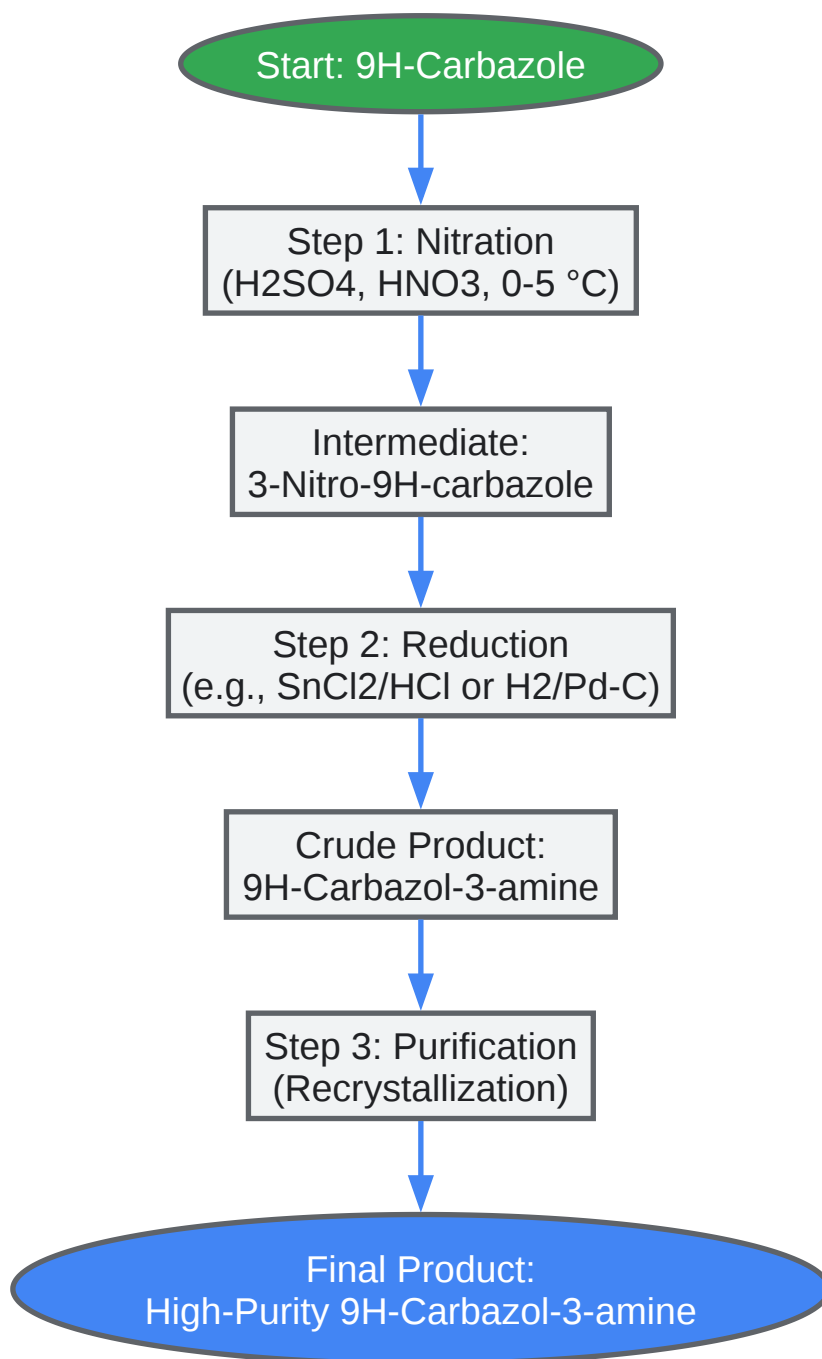 Start: 9H-Carbazole
Step 1: Nitration
(H2SO4, HNO3, 0-5 °C)
Intermediate:
3-Nitro-9H-carbazole
Step 2: Reduction
(e.g., SnCl2/HCl or H2/Pd-C)
Crude Product:
9H-Carbazol-3-amine
Step 3: Purification
(Recrystallization)
Final Product:
High-Purity 9H-Carbazol-3-amine